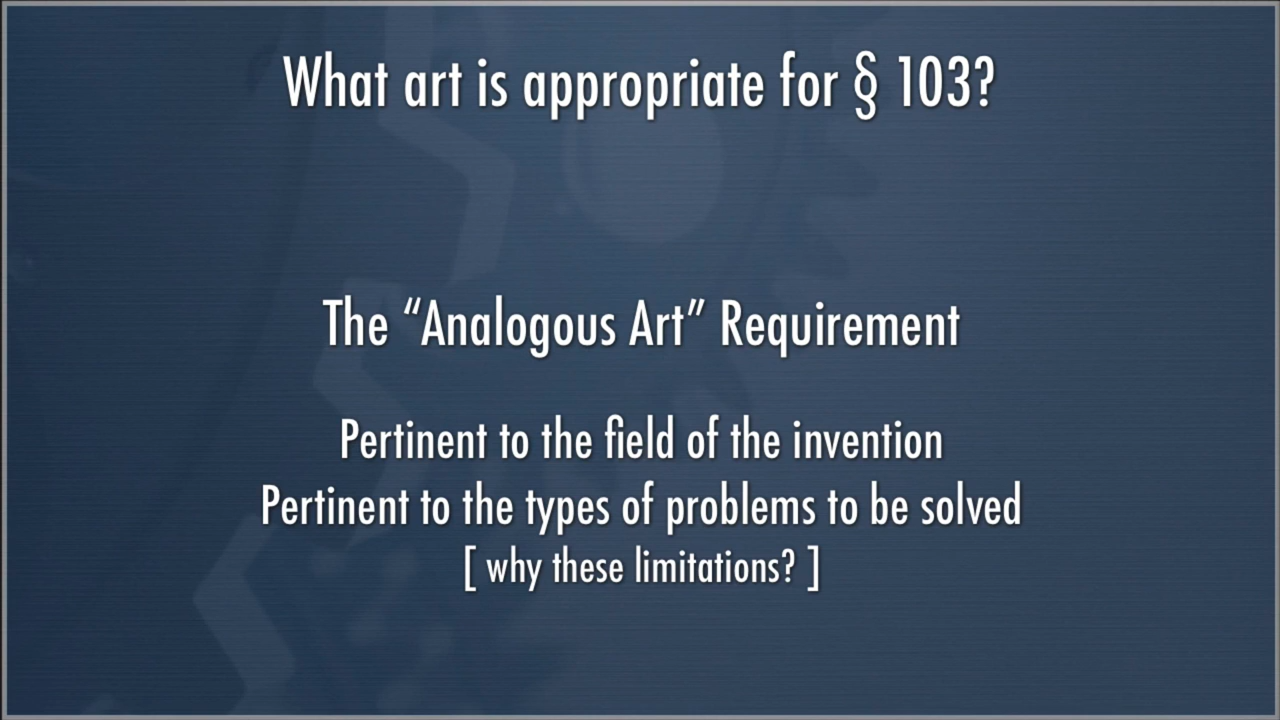 What art is appropriate for § 103?
The “Analogous Art” Requirement
Pertinent to the field of the invention
Pertinent to the types of problems to be solved
[ why these limitations? ]